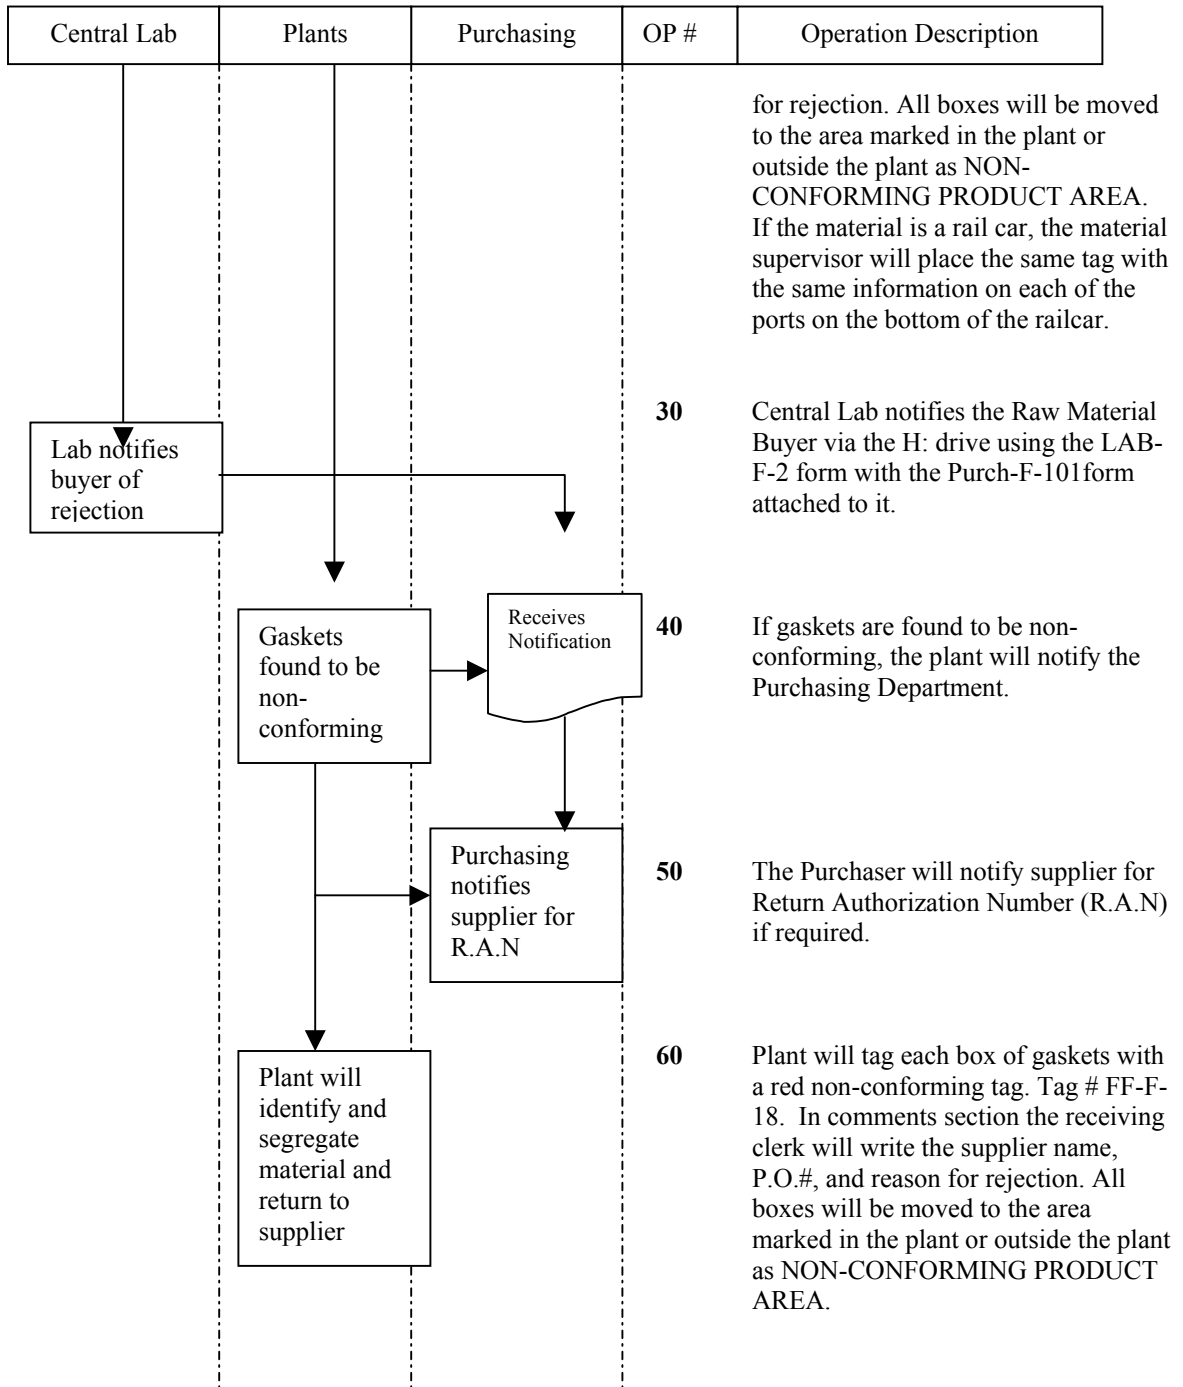 Central Lab
Plants
Purchasing
OP #
Operation Description
for rejection. All boxes will be moved
to the area marked in the plant or
outside the plant as NON-
CONFORMING PRODUCT AREA.
If the material is a rail car, the material
supervisor will place the same tag with
the same information on each of the
ports on the bottom of the railcar.
Lab notifies
buyer of
rejection
30
Central Lab notifies the Raw Material
Buyer via the H: drive using the LAB-
F-2 form with the Purch-F-101form
attached to it.
Gaskets
found to be
non-
conforming
Receives
Notification
40
If gaskets are found to be non-
conforming, the plant will notify the
Purchasing Department.
Purchasing
notifies
supplier for
R.A.N
50
The Purchaser will notify supplier for
Return Authorization Number (R.A.N)
if required.
Plant will
identify and
segregate
material and
return to
supplier
60
Plant will tag each box of gaskets with
a red non-conforming tag. Tag # FF-F-
18.  In comments section the receiving
clerk will write the supplier name,
P.O.#, and reason for rejection. All
boxes will be moved to the area
marked in the plant or outside the plant
as NON-CONFORMING PRODUCT
AREA.